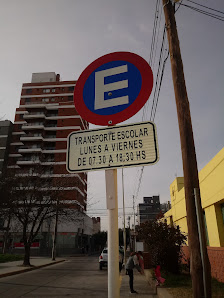 E
TRANSPORTE ESCOLAR
LUNES A VIERNES
DE 07:30 A 18:30 HS